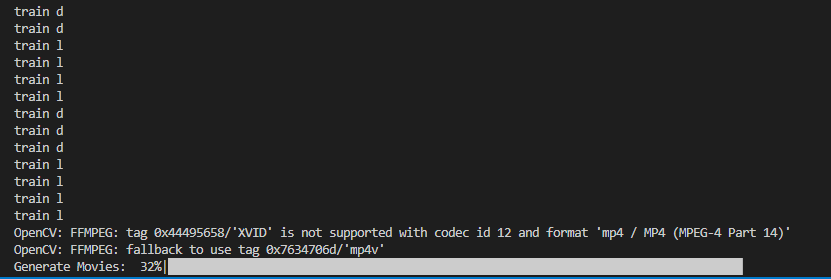 train d
train d
train l
train l
train l
train l
train d
train d
train d
train l
train l
train l
train l
OpenCV: FFMPEG: tag 0x44495658/'XVID' is not supported with codec id 12 and format 'mp4 / MP4 (MPEG-4 Part 14)'
OpenCV: FFMPEG: fallback to use tag 0x7634706d/'mp4v'
Generate Movies:  32%|